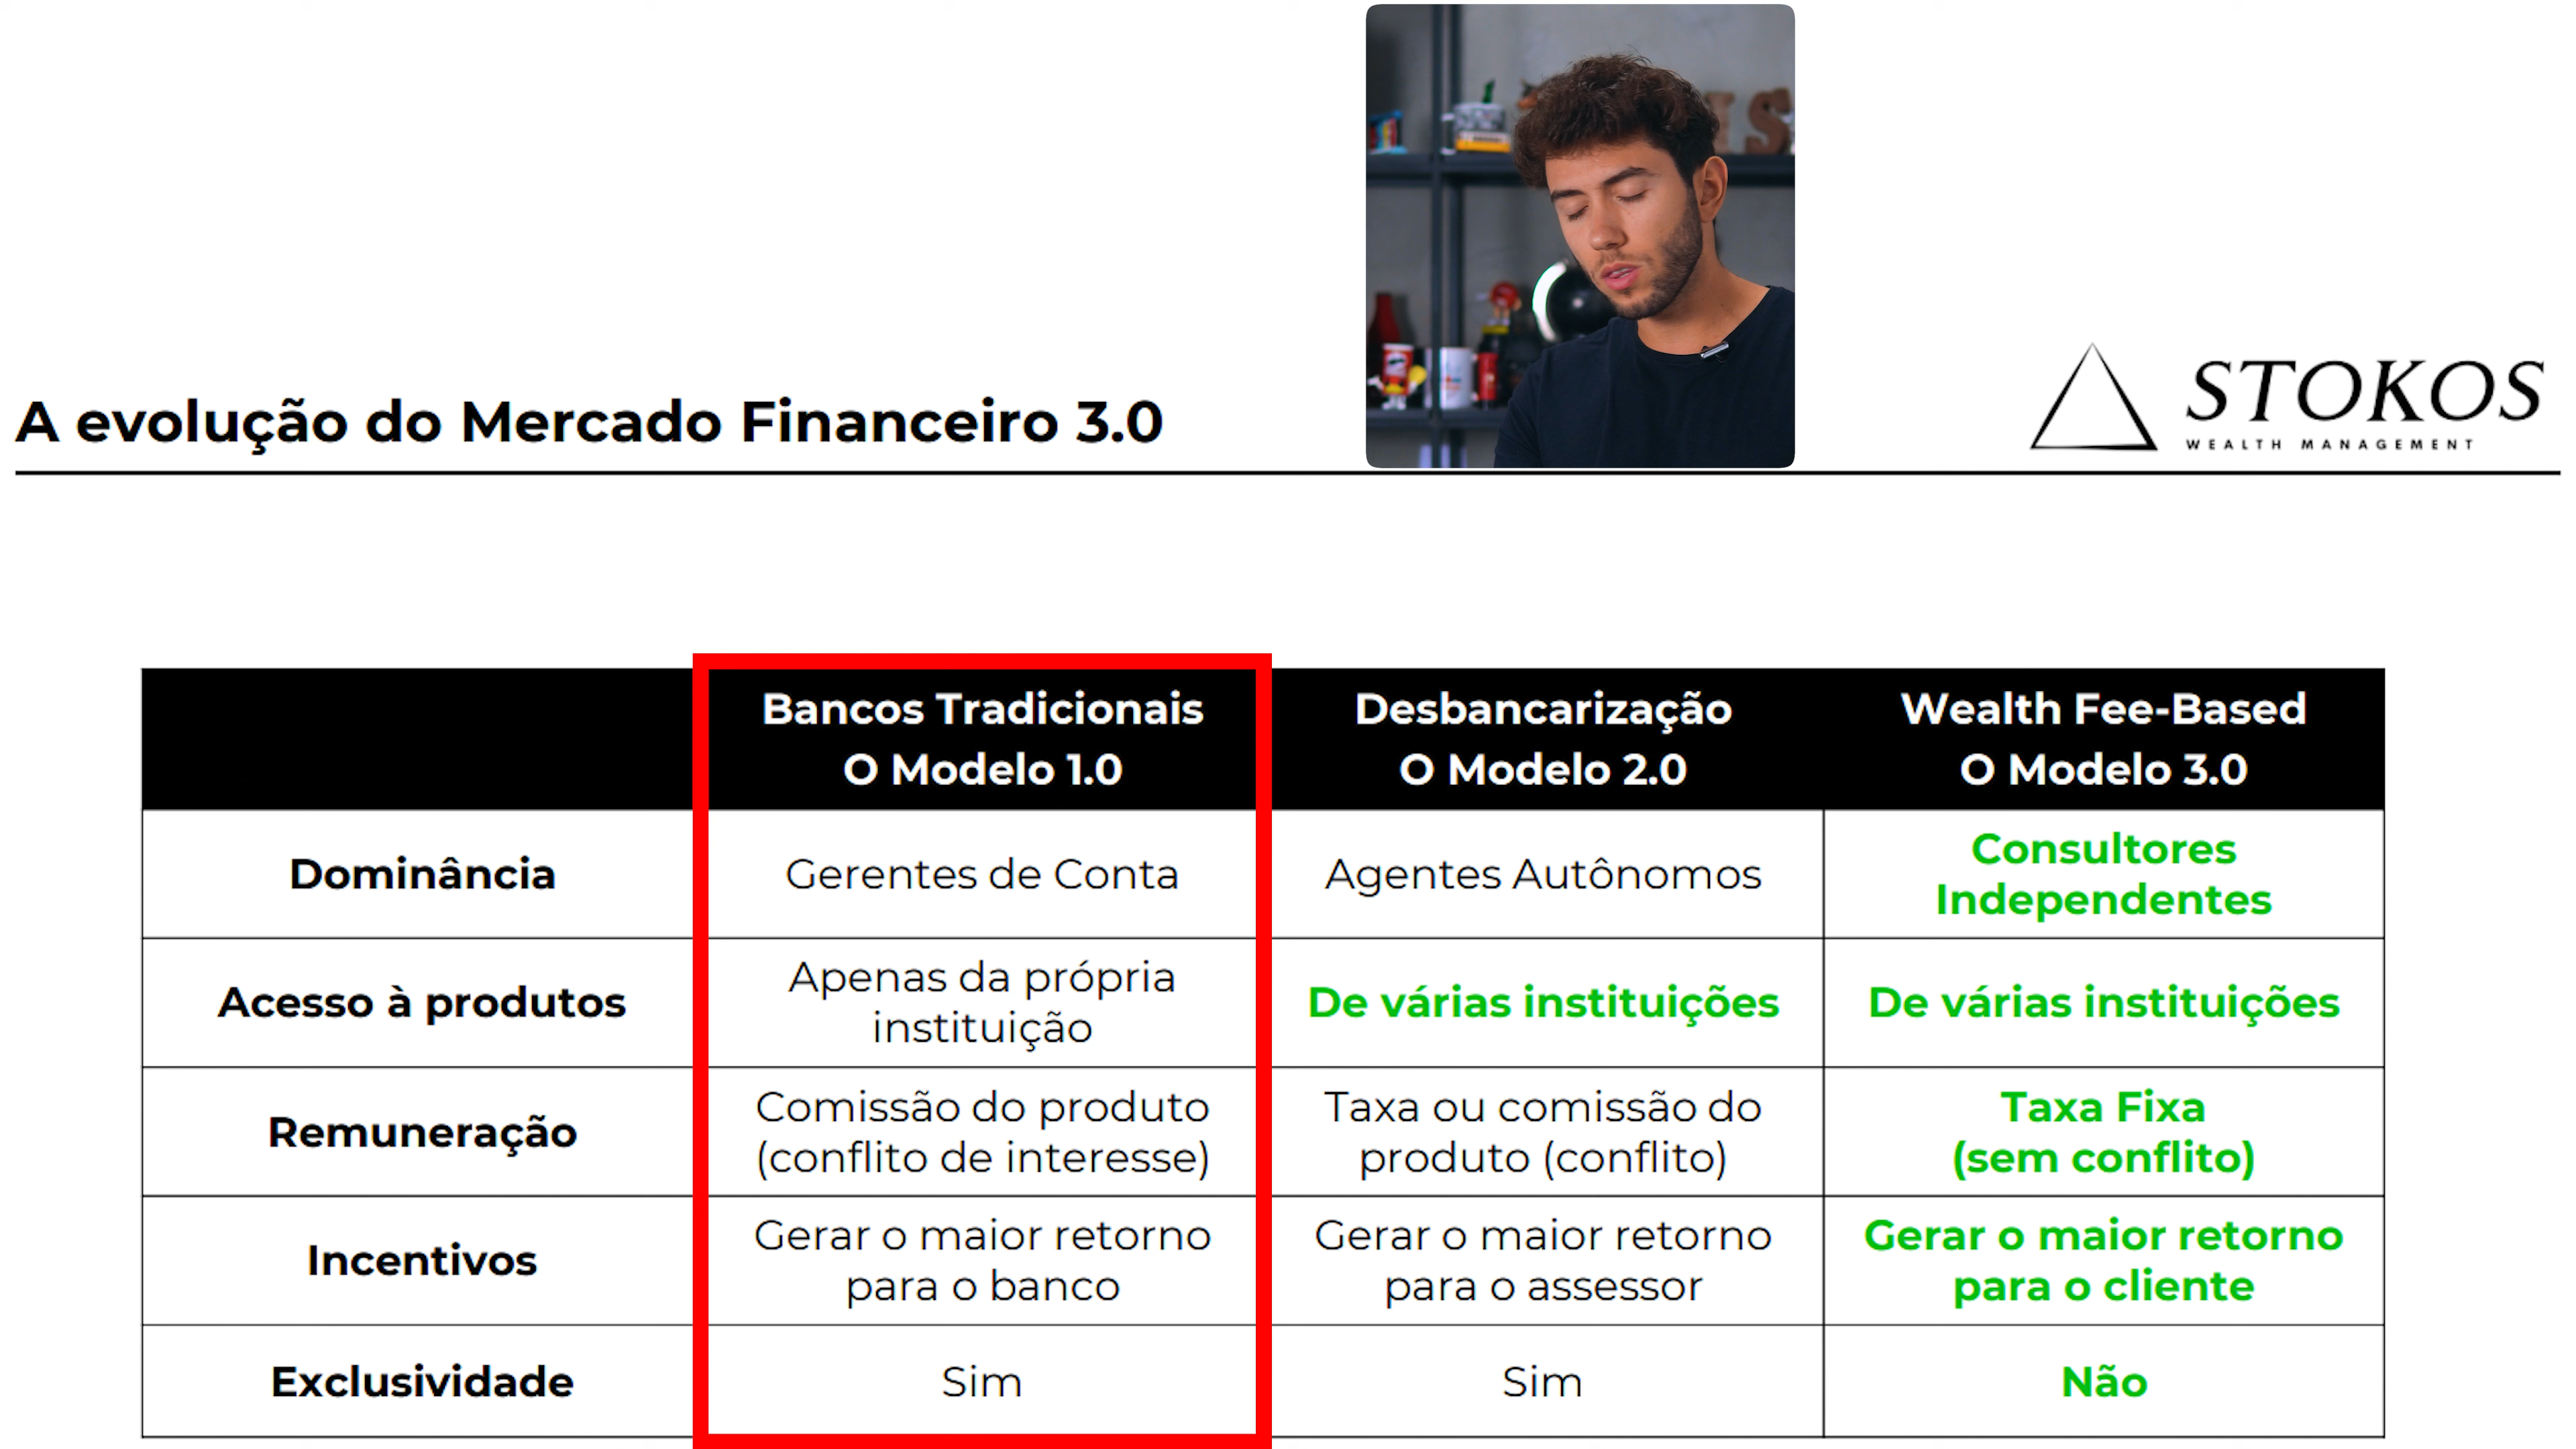 A evolução do Mercado Financeiro 3.0
STOKOS
WEALTH MANAGEMENT
Bancos Tradicionais
O Modelo 1.0
Desbancarização
O Modelo 2.0
Wealth Fee-Based
O Modelo 3.0
Dominância
Gerentes de Conta
Agentes Autônomos
Consultores
Independentes
Acesso à produtos
Apenas da própria
instituição
De várias instituições
De várias instituições
Remuneração
Comissão do produto
(conflito de interesse)
Taxa ou comissão do
produto (conflito)
Taxa Fixa
(sem conflito)
Incentivos
Gerar o maior retorno
para o banco
Gerar o maior retorno
para o assessor
Gerar o maior retorno
para o cliente
Exclusividade
Sim
Sim
Não